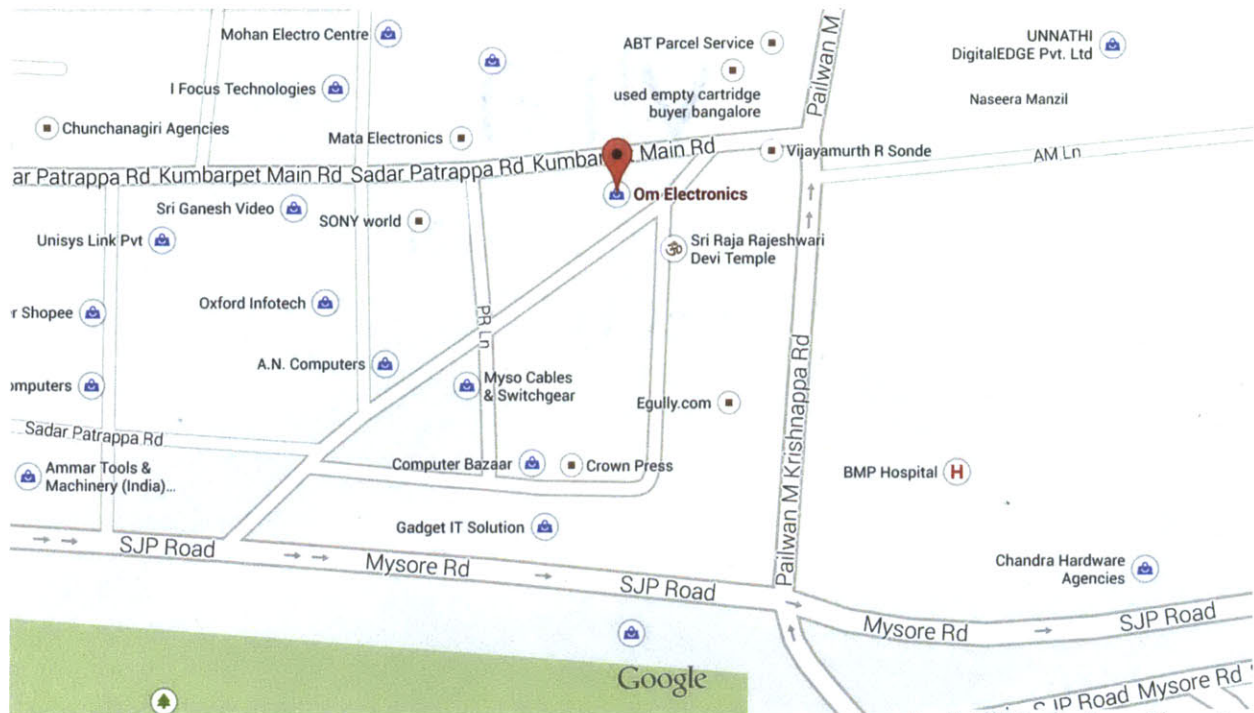 Mohan Electro Centre
ABT Parcel Service
Pailwan M
UNNATHI
DigitalEDGE Pvt. Ltd
I Focus Technologies
used empty cartridge
buyer bangalore
Naseera Manzil
Chunchanagiri Agencies
Mata Electronics
Vijayamurth R Sonde
AM Ln
ar Patrappa Rd
Kumbarpet Main Rd
Sadar Patrappa Rd
Main Rd
Om Electronics
Sri Ganesh Video
SONY world
Unisys Link Pvt
Sri Raja Rajeshwari
Devi Temple
ॐ
Oxford Infotech
r Shopee
PR Ln
A.N. Computers
Myso Cables
& Switchgear
omputers
Egully.com
Pailwan M Krishnappa Rd
Sadar Patrappa Rd
Ammar Tools &
Machinery (India)...
Computer Bazaar
Crown Press
BMP Hospital
H
Gadget IT Solution
SJP Road
Mysore Rd
SJP Road
Chandra Hardware
Agencies
Mysore Rd
SJP Road
Google
SJP Road
Mysore Rd